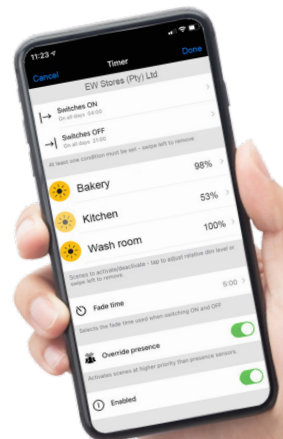 11:23
Cancel Timer Done
EW Stores (Pty) Ltd
Switches ON
On all days 04:00
Switches OFF
On all days 21:00
At least one condition must be set - swipe left to remove
Bakery 98%
Kitchen 53%
Wash room 100%
Scenes to activate/deactivate - tap to adjust relative dim level or
swipe left to remove
Fade time 5:00
Selects the fade time used when switching ON and OFF
Override presence
Activates scenes at higher priority than presence sensors.
Enabled